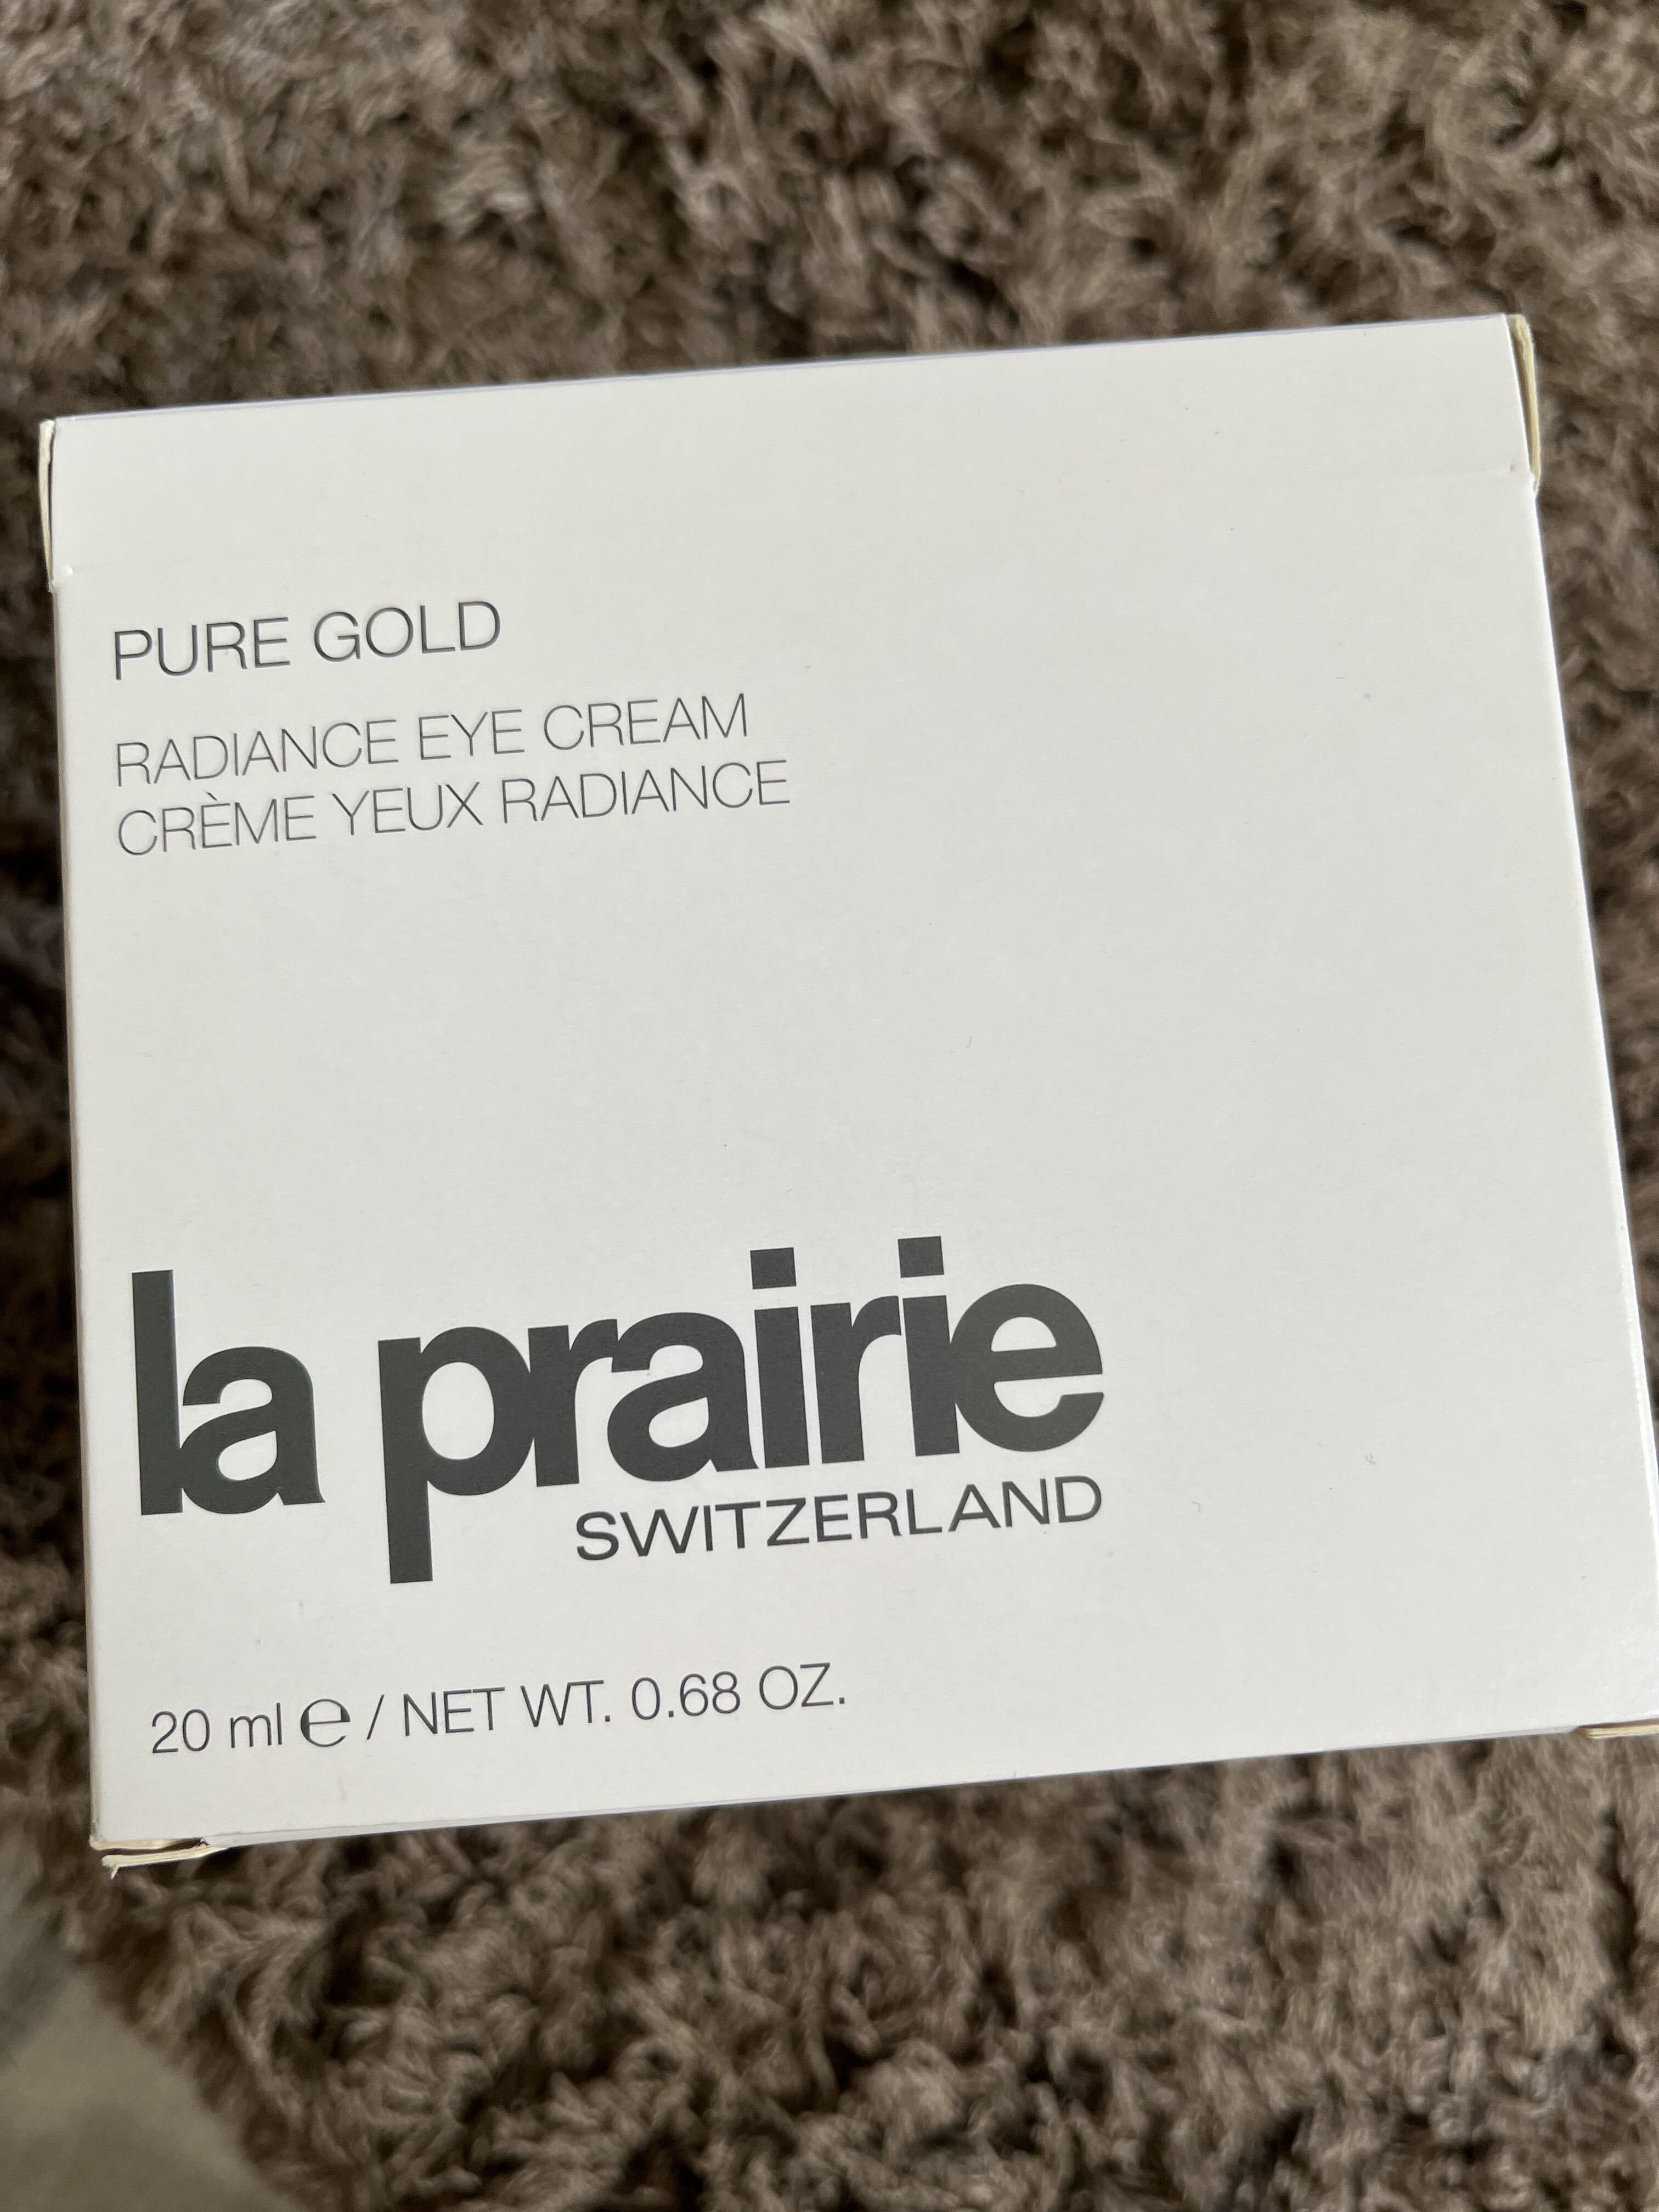 PURE GOLD
RADIANCE EYE CREAM
CRÈME YEUX RADIANCE
la prairie
SWITZERLAND
20 ml ℮ / NET WT. 0.68 OZ.